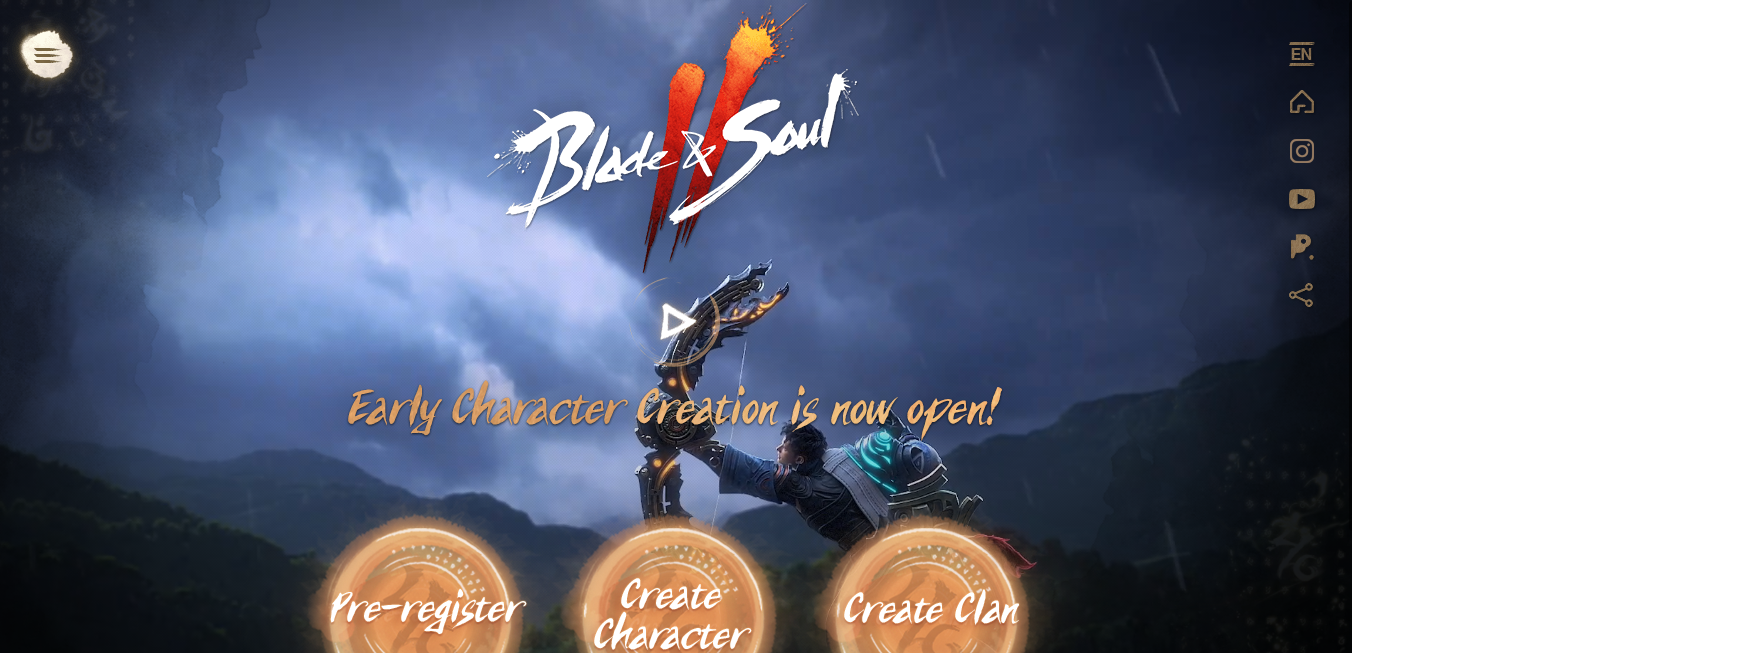 EN
Blade & Soul II
Early Character Creation is now open!
Pre-register
Create
Character
Create Clan